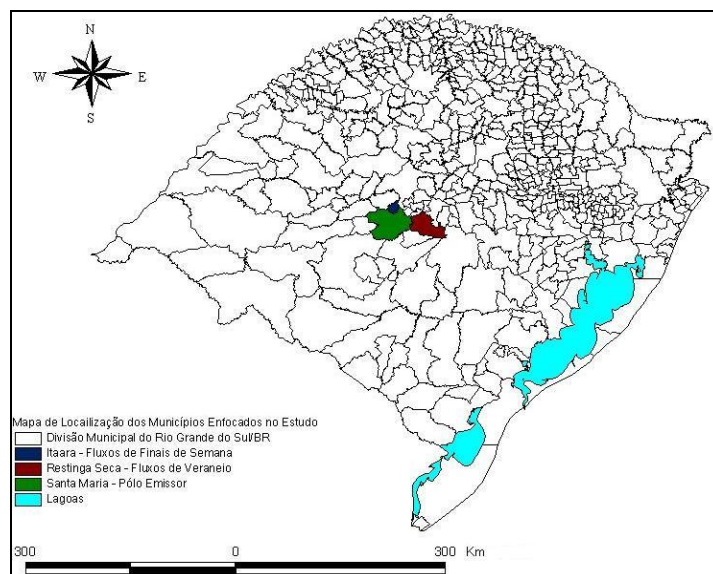 N
W E
S
Mapa de Locailização dos Municípios Enfocados no Estudo
Divisão Municipal do Rio Grande do Sul/BR
Itaara - Fluxos de Finais de Semana
Restinga Seca - Fluxos de Veraneio
Santa Maria - Pólo Emissor
Lagoas
300 0 300 Km